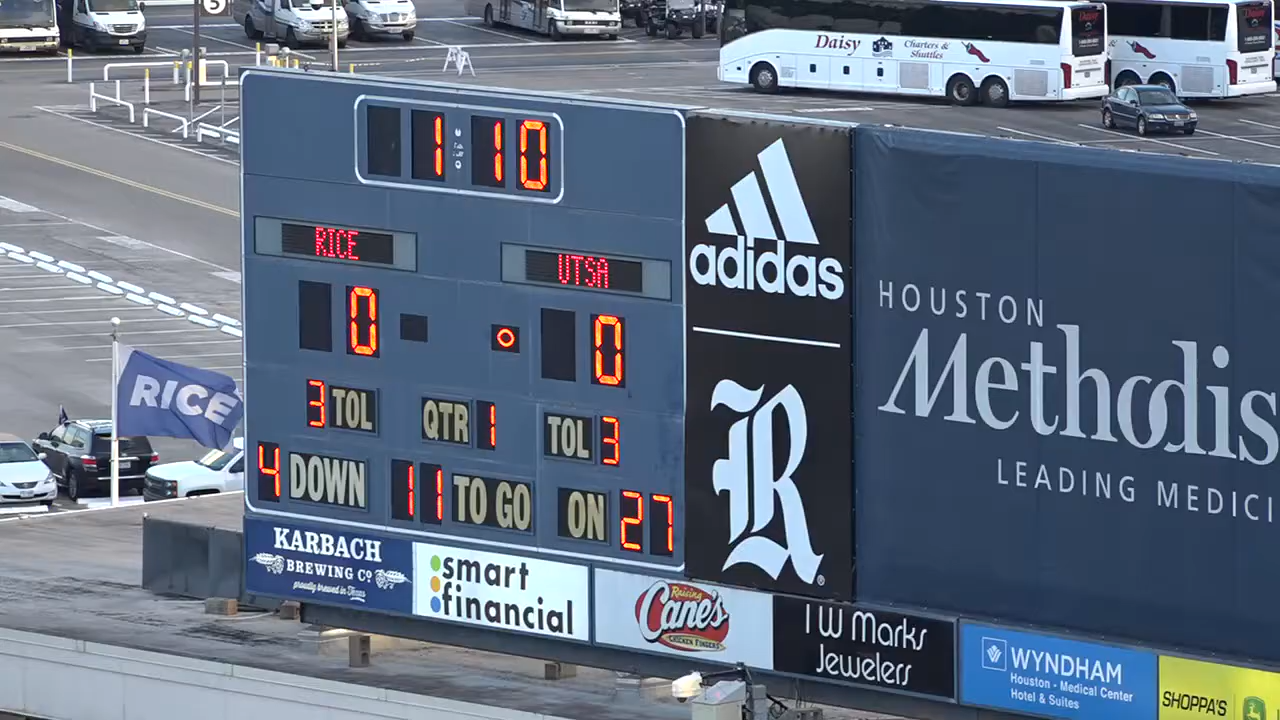 5
Daisy
Charters &
Shuttles
Daisy
1:10
RICE
UTSA
0
0
3 TOL
QTR 1
TOL 3
4 DOWN
11 TO GO
ON 27
RICE
adidas
R
HOUSTON
Methodis
LEADING MEDICI
KARBACH
BREWING Co
proudly brewed in Texas
smart
financial
Raising
Cane's
CHICKEN FINGERS
TW Marks
Jewelers
WYNDHAM
Houston - Medical Center
Hotel & Suites
SHOPPA'S